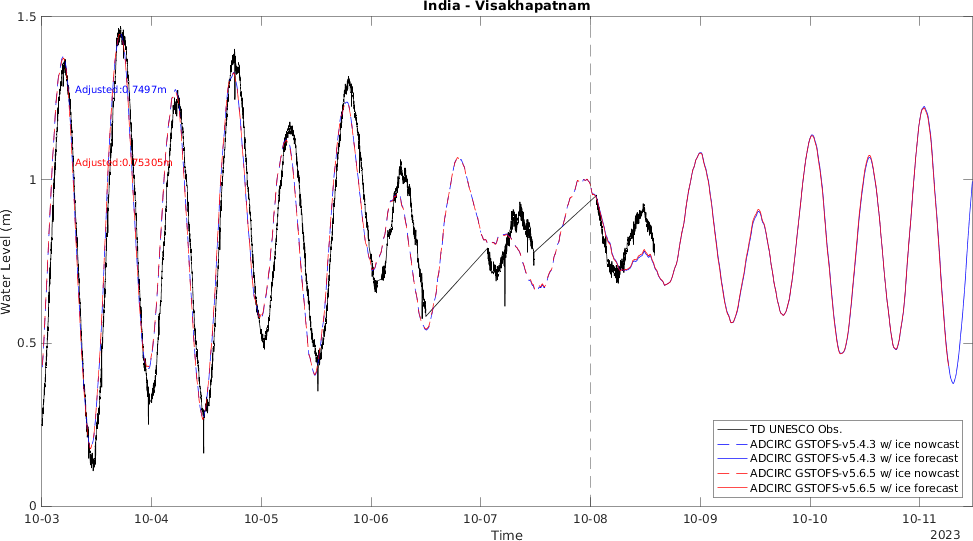 India - Visakhapatnam
1.5
Adjusted:0.7497m
Adjusted:0.75305m
1
Water Level (m)
0.5
TD UNESCO Obs.
ADCIRC GSTOFS-v5.4.3 w/ ice nowcast
ADCIRC GSTOFS-v5.4.3 w/ ice forecast
ADCIRC GSTOFS-v5.6.5 w/ ice nowcast
ADCIRC GSTOFS-v5.6.5 w/ ice forecast
0
10-03 10-04 10-05 10-06 10-07 10-08 10-09 10-10 10-11
Time
2023